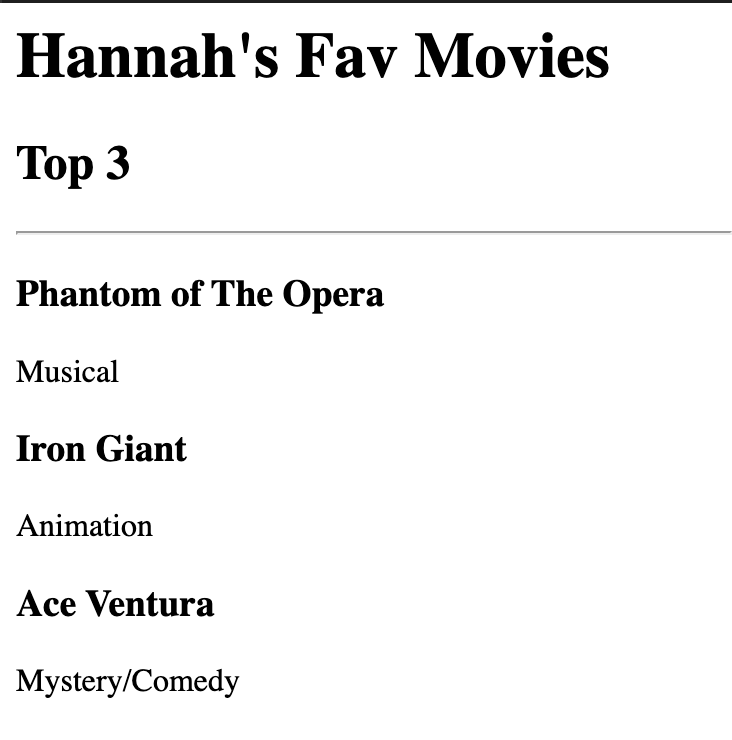 Hannah's Fav Movies
Top 3
Phantom of The Opera
Musical
Iron Giant
Animation
Ace Ventura
Mystery/Comedy